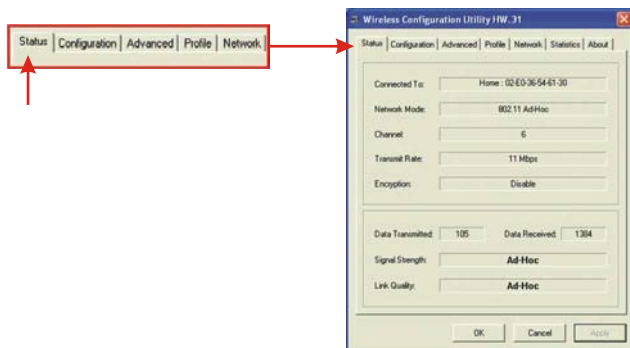 Status Configuration Advanced Profile Network
Wireless Configuration Utility HW.31
Status Configuration Advanced Profile Network Statistics About
Connected To: Home : 02-E0-36-54-61-30
Network Mode: 802.11 Ad-Hoc
Channel: 6
Transmit Rate: 11 Mbps
Encryption: Disable
Data Transmitted: 105 Data Received: 1384
Signal Strength: Ad-Hoc
Link Quality: Ad-Hoc
OK Cancel Apply